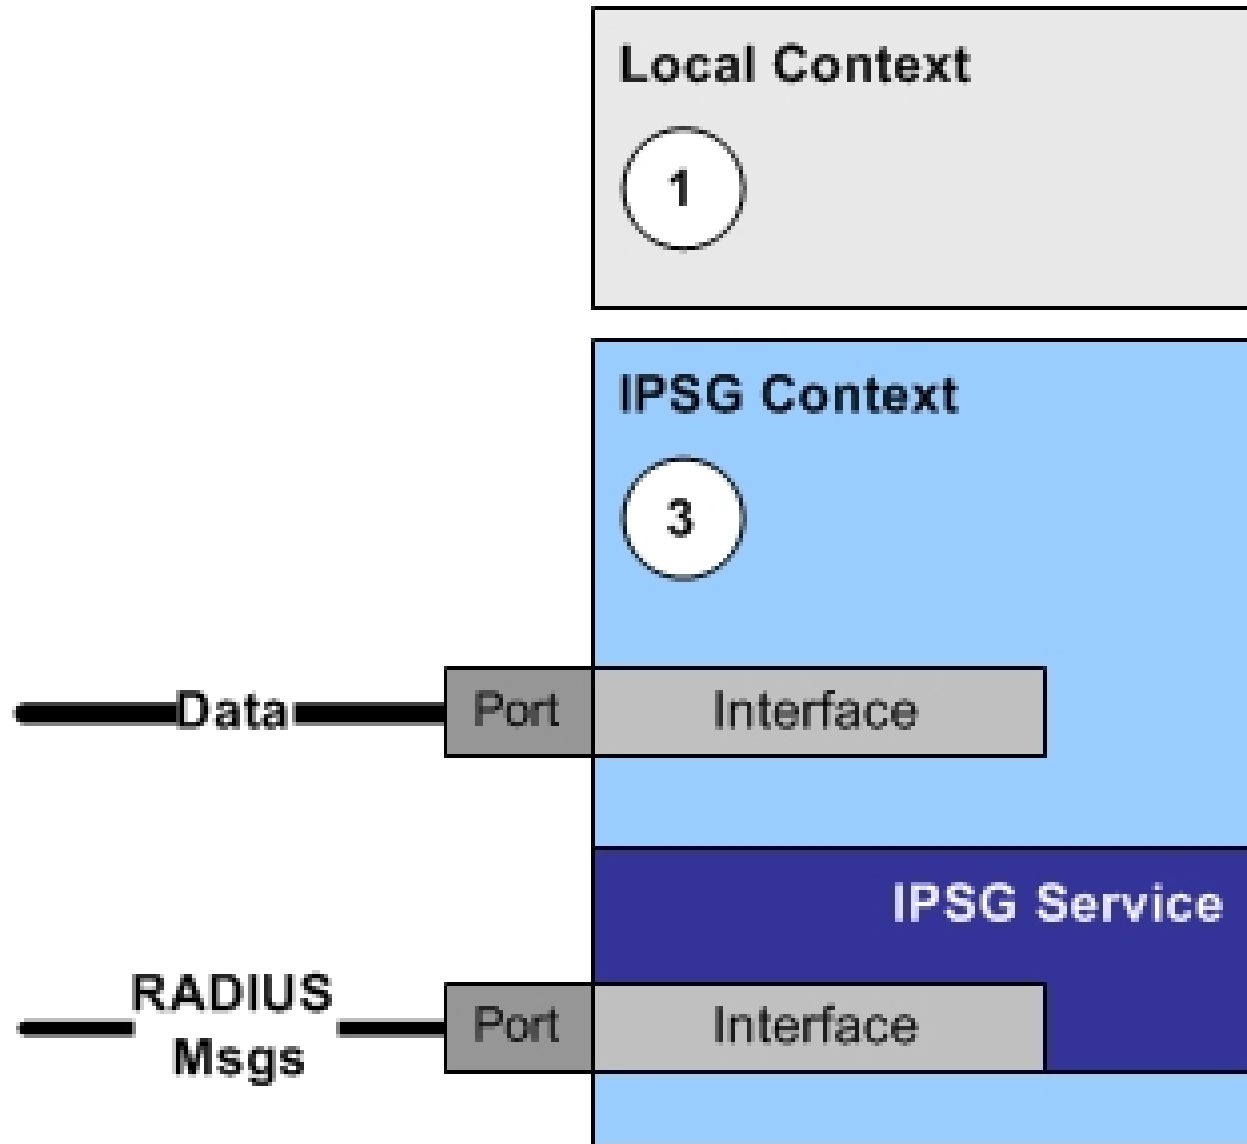 Local Context
1
IPSG Context
3
Data
Port
Interface
IPSG Service
RADIUS
Msgs
Port
Interface